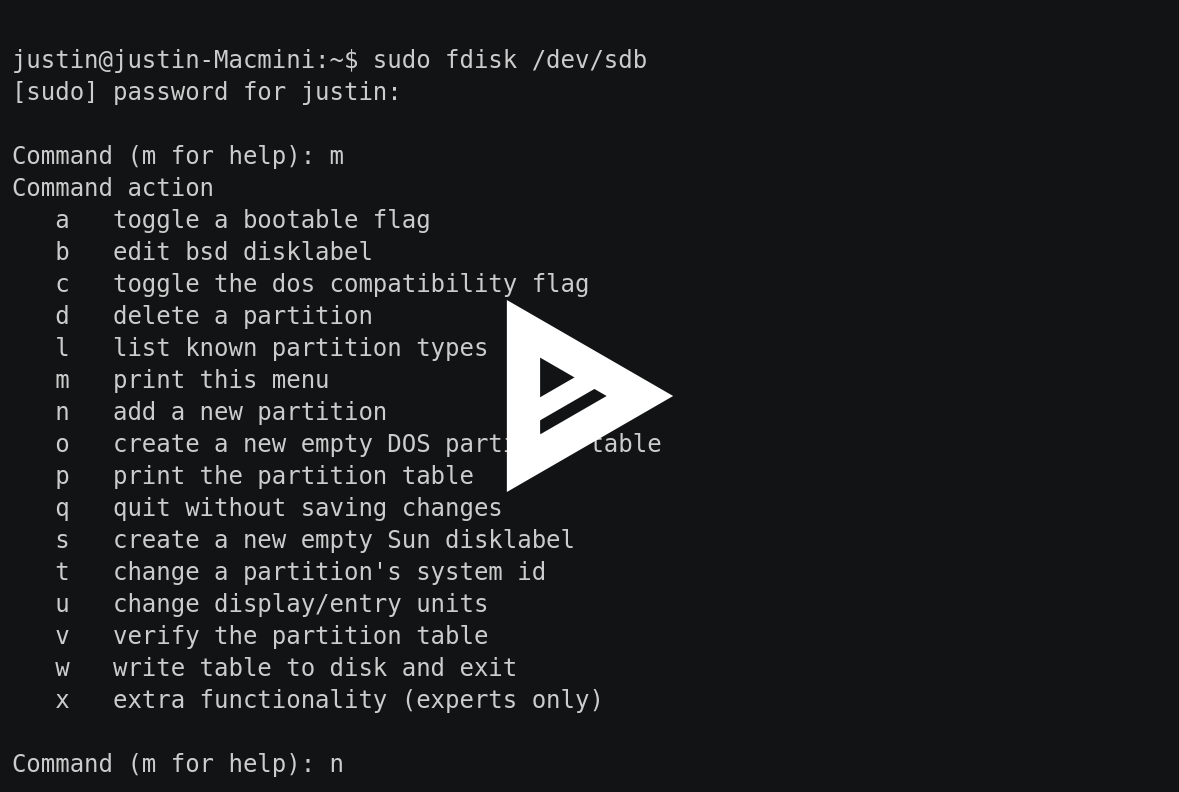 justin@justin-Macmini:~$ sudo fdisk /dev/sdb
[sudo] password for justin:
Command (m for help): m
Command action
a   toggle a bootable flag
b   edit bsd disklabel
c   toggle the dos compatibility flag
d   delete a partition
l   list known partition types
m   print this menu
n   add a new partition
o   create a new empty DOS table
p   print the partition table
q   quit without saving changes
s   create a new empty Sun disklabel
t   change a partition's system id
u   change display/entry units
v   verify the partition table
w   write table to disk and exit
x   extra functionality (experts only)
Command (m for help): n